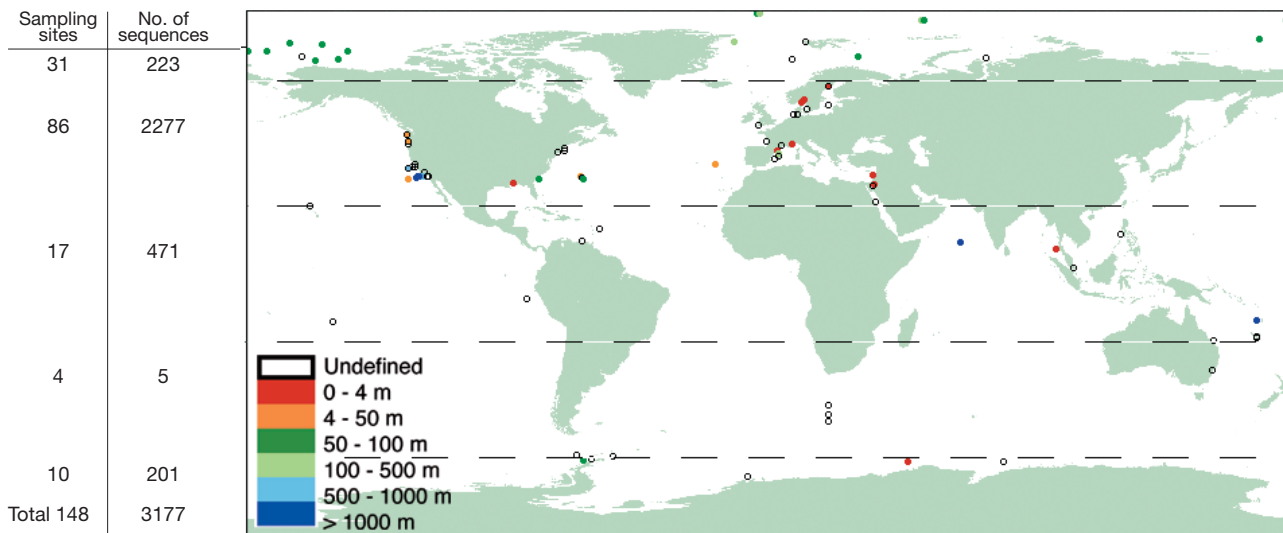 Sampling sites
No. of sequences
31 223
86 2277
17 471
4 5
10 201
Total 148 3177
Undefined
0 - 4 m
4 - 50 m
50 - 100 m
100 - 500 m
500 - 1000 m
> 1000 m